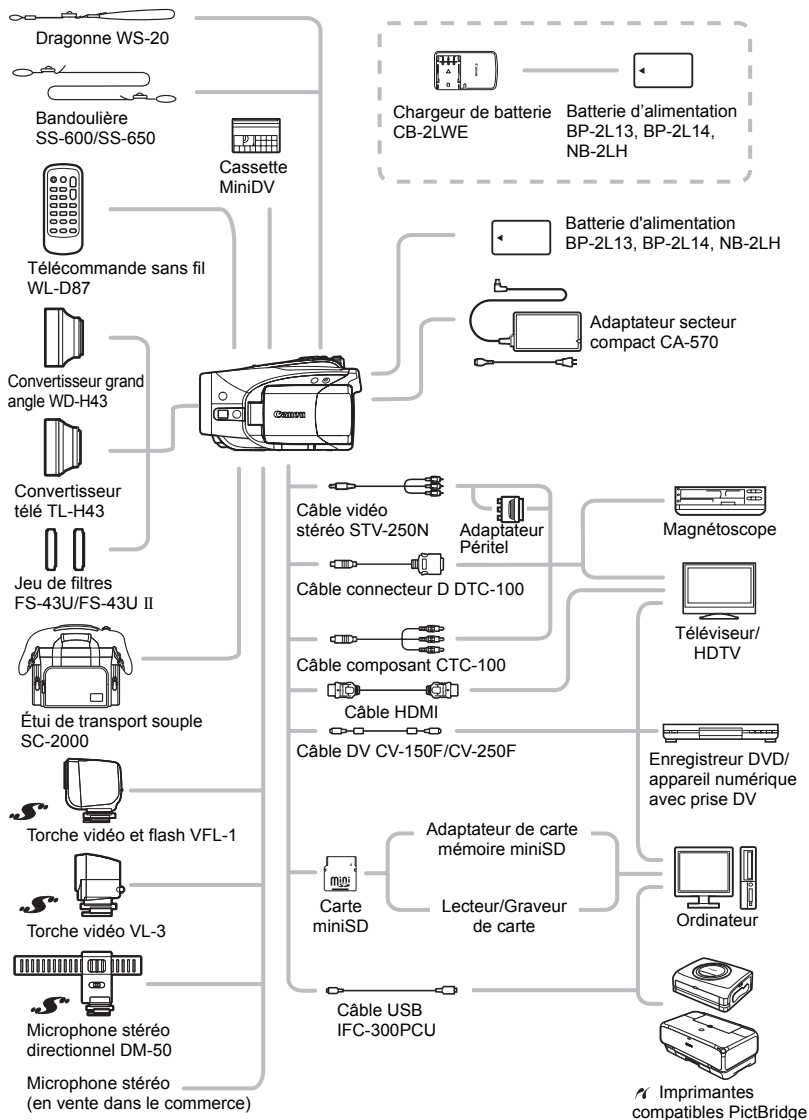 Dragonne WS-20
Bandoulière
SS-600/SS-650
Cassette
MiniDV
Chargeur de batterie
CB-2LWE
Batterie d’alimentation
BP-2L13, BP-2L14,
NB-2LH
Télécommande sans fil
WL-D87
Batterie d'alimentation
BP-2L13, BP-2L14, NB-2LH
Adaptateur secteur
compact CA-570
Convertisseur grand
angle WD-H43
Canon
Convertisseur
télé TL-H43
Jeu de filtres
FS-43U/FS-43U II
Étui de transport souple
SC-2000
Torche vidéo et flash VFL-1
Torche vidéo VL-3
Microphone stéréo
directionnel DM-50
Microphone stéréo
(en vente dans le commerce)
Câble vidéo
stéréo STV-250N
Adaptateur
Péritel
Câble connecteur D DTC-100
Câble composant CTC-100
Câble HDMI
Câble DV CV-150F/CV-250F
mini
Carte
miniSD
Adaptateur de carte
mémoire miniSD
Lecteur/Graveur
de carte
Câble USB
IFC-300PCU
Magnétoscope
Téléviseur/
HDTV
Enregistreur DVD/
appareil numérique
avec prise DV
Ordinateur
Imprimantes
compatibles PictBridge